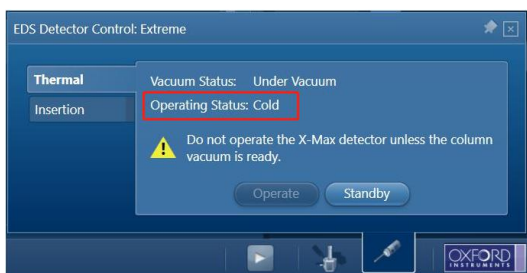 EDS Detector Control: Extreme
Thermal
Insertion
Vacuum Status: Under Vacuum
Operating Status: Cold
Do not operate the X-Max detector unless the column
vacuum is ready.
Operate
Standby
OXFORD
INSTRUMENTS